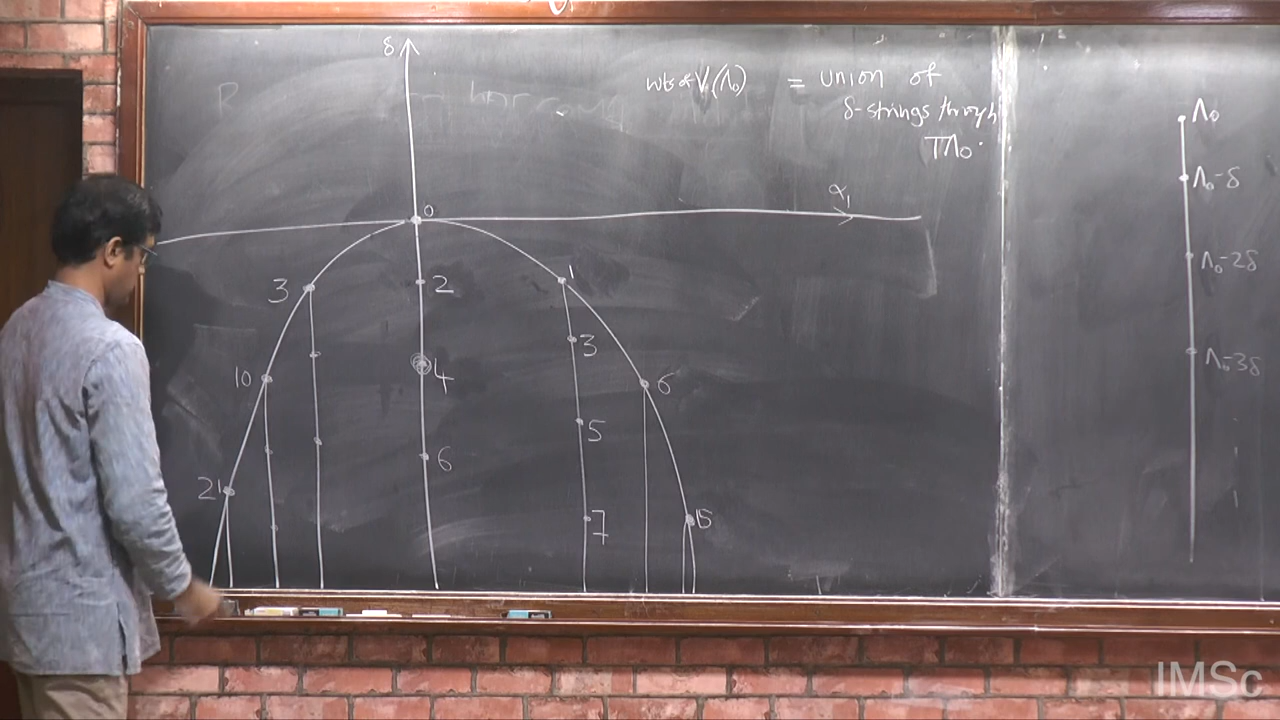 δ
wts of V(Λ₀) = union of
δ-strings through
TΛ₀.
α₁
0
1
3
2
3
4
10
6
5
6
21
7
15
Λ₀
Λ₀-δ
Λ₀-2δ
Λ₀-3δ
IMSc